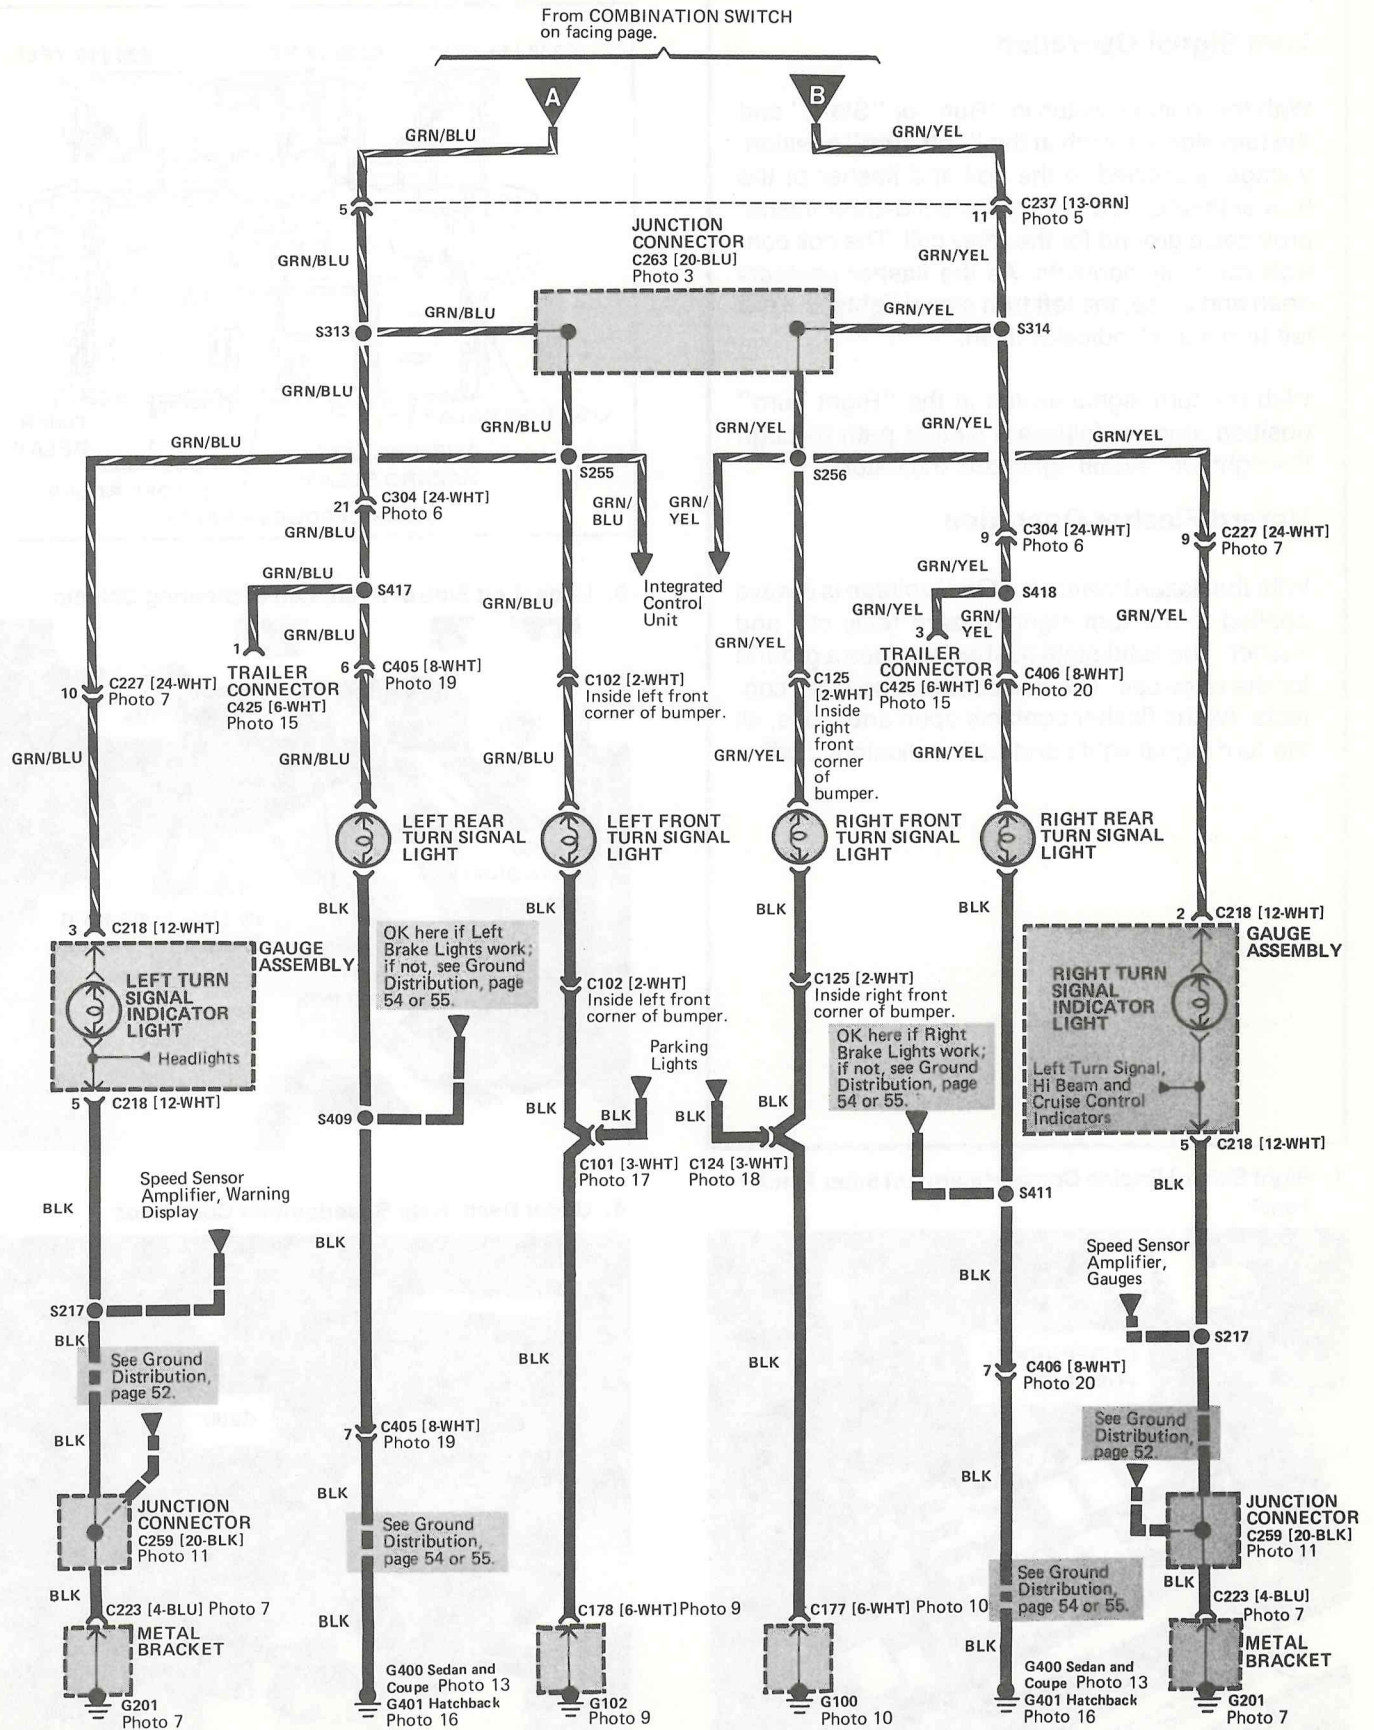 From COMBINATION SWITCH
on facing page.
A
B
GRN/BLU
GRN/YEL
5
11
C237 [13-ORN]
Photo 5
JUNCTION
CONNECTOR
C263 [20-BLU]
Photo 3
GRN/BLU
GRN/YEL
GRN/BLU
GRN/YEL
S313
S314
GRN/BLU
GRN/BLU
GRN/BLU
GRN/YEL
GRN/YEL
GRN/YEL
S255
S256
21
C304 [24-WHT]
Photo 6
GRN/
BLU
GRN/
YEL
9
C304 [24-WHT]
Photo 6
9
C227 [24-WHT]
Photo 7
GRN/BLU
GRN/BLU
S417
Integrated
Control
Unit
GRN/YEL
S418
GRN/YEL
GRN/
YEL
GRN/YEL
3
GRN/BLU
GRN/BLU
1
TRAILER
CONNECTOR
C425 [6-WHT]
Photo 15
6
C405 [8-WHT]
Photo 19
GRN/YEL
TRAILER
CONNECTOR
C425 [6-WHT]
Photo 15
6
C406 [8-WHT]
Photo 20
10
C227 [24-WHT]
Photo 7
C102 [2-WHT]
Inside left front
corner of bumper.
C125
[2-WHT]
Inside
right
front
corner
of
bumper.
GRN/BLU
GRN/BLU
GRN/BLU
GRN/YEL
GRN/YEL
LEFT REAR
TURN SIGNAL
LIGHT
LEFT FRONT
TURN SIGNAL
LIGHT
RIGHT FRONT
TURN SIGNAL
LIGHT
RIGHT REAR
TURN SIGNAL
LIGHT
BLK
BLK
BLK
BLK
3
C218 [12-WHT]
GAUGE
ASSEMBLY
LEFT TURN
SIGNAL
INDICATOR
LIGHT
Headlights
5
C218 [12-WHT]
OK here if Left
Brake Lights work;
if not, see Ground
Distribution, page
54 or 55.
C102 [2-WHT]
Inside left front
corner of bumper.
C125 [2-WHT]
Inside right front
corner of bumper.
2
C218 [12-WHT]
GAUGE
ASSEMBLY
RIGHT TURN
SIGNAL
INDICATOR
LIGHT
Left Turn Signal,
Hi Beam and
Cruise Control
Indicators
5
C218 [12-WHT]
OK here if Right
Brake Lights work;
if not, see Ground
Distribution, page
54 or 55.
Parking
Lights
BLK
BLK
BLK
BLK
S409
C101 [3-WHT]
Photo 17
C124 [3-WHT]
Photo 18
S411
BLK
Speed Sensor
Amplifier, Warning
Display
BLK
BLK
Speed Sensor
Amplifier,
Gauges
BLK
S217
BLK
S217
See Ground
Distribution,
page 52.
BLK
BLK
7
C406 [8-WHT]
Photo 20
7
C405 [8-WHT]
Photo 19
BLK
See Ground
Distribution,
page 52.
BLK
BLK
JUNCTION
CONNECTOR
C259 [20-BLK]
Photo 11
JUNCTION
CONNECTOR
C259 [20-BLK]
Photo 11
See Ground
Distribution,
page 54 or 55.
See Ground
Distribution,
page 54 or 55.
BLK
BLK
C223 [4-BLU] Photo 7
C223 [4-BLU]
Photo 7
BLK
C178 [6-WHT] Photo 9
C177 [6-WHT] Photo 10
BLK
METAL
BRACKET
METAL
BRACKET
G201
Photo 7
G400 Sedan and
Coupe Photo 13
G401 Hatchback
Photo 16
G102
Photo 9
G100
Photo 10
G400 Sedan and
Coupe Photo 13
G401 Hatchback
Photo 16
G201
Photo 7